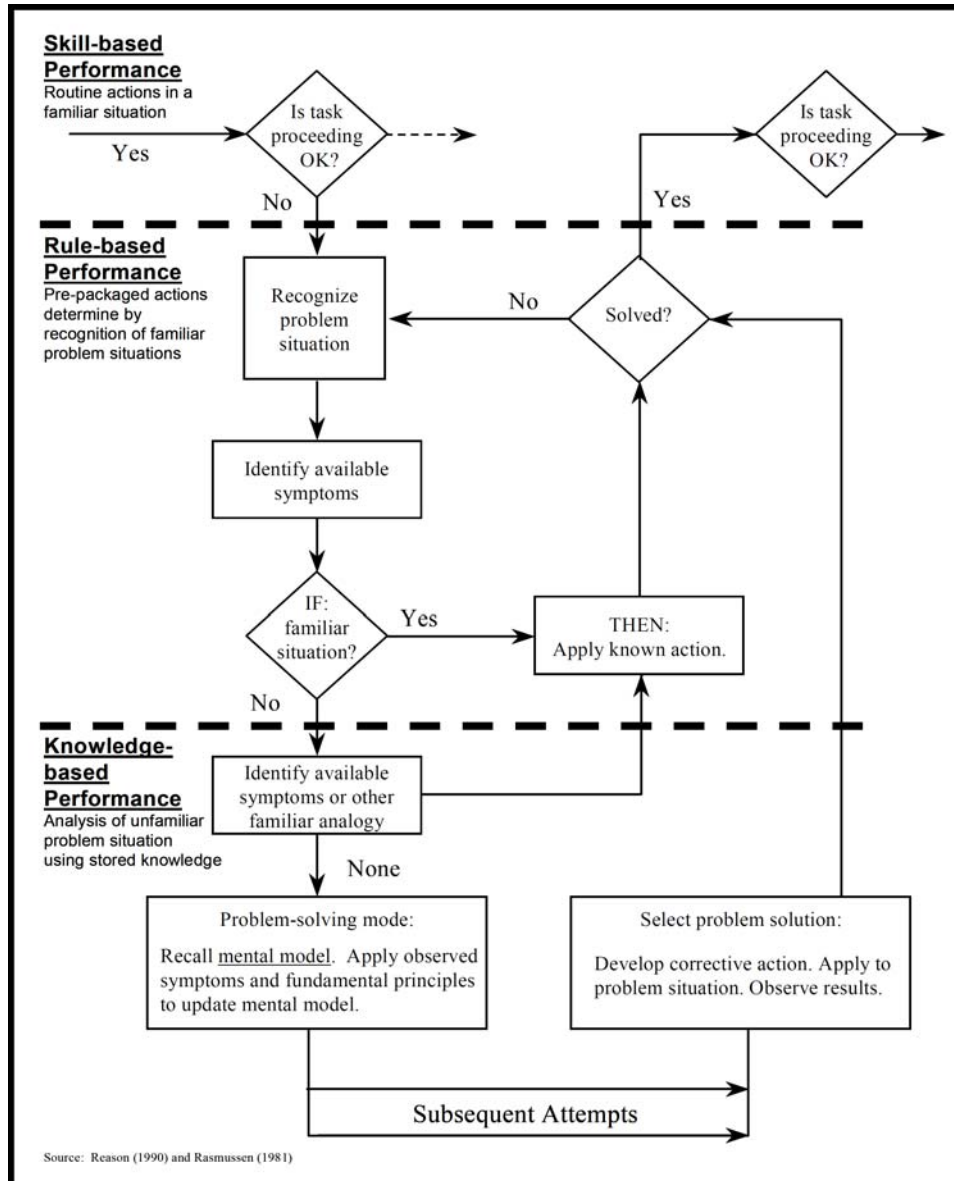 Skill-based
Performance
Routine actions in a
familiar situation
Yes
Is task
proceeding
OK?
No
Is task
proceeding
OK?
Yes
Rule-based
Performance
Pre-packaged actions
determine by
recognition of familiar
problem situations
Recognize
problem
situation
No
Solved?
Identify available
symptoms
IF:
familiar
situation?
Yes
THEN:
Apply known action.
No
Knowledge-
based
Performance
Analysis of unfamiliar
problem situation
using stored knowledge
Identify available
symptoms or other
familiar analogy
None
Problem-solving mode:
Recall mental model. Apply observed
symptoms and fundamental principles
to update mental model.
Select problem solution:
Develop corrective action. Apply to
problem situation. Observe results.
Subsequent Attempts
Source: Reason (1990) and Rasmussen (1981)